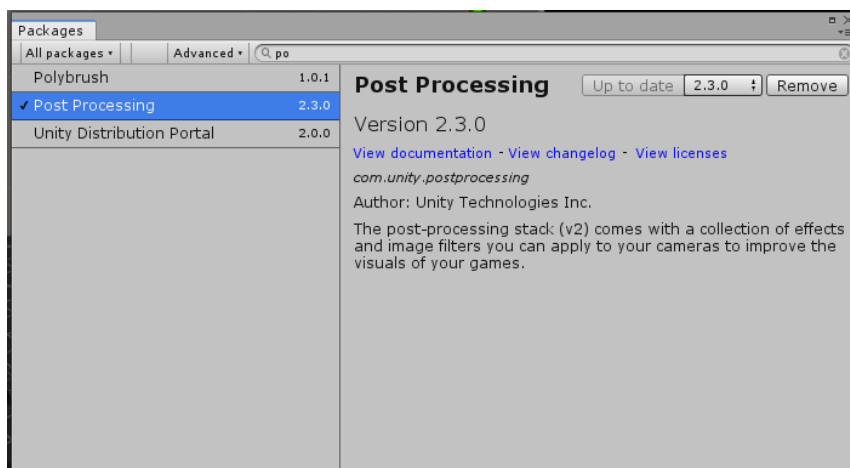 Packages
All packages Advanced po
Polybrush 1.0.1
✓ Post Processing 2.3.0
Unity Distribution Portal 2.0.0
Post Processing Up to date 2.3.0 Remove
Version 2.3.0
View documentation - View changelog - View licenses
com.unity.postprocessing
Author: Unity Technologies Inc.
The post-processing stack (v2) comes with a collection of effects
and image filters you can apply to your cameras to improve the
visuals of your games.